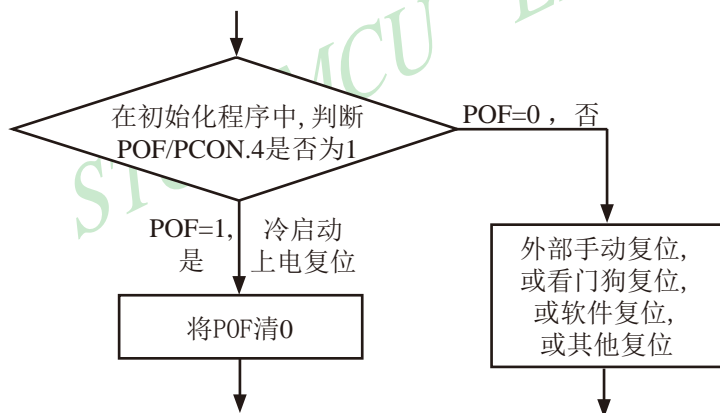 在初始化程序中, 判断
POF/PCON.4是否为1
POF=0 ，否
POF=1,
是
冷启动
上电复位
将POF清0
外部手动复位,
或看门狗复位,
或软件复位,
或其他复位
MCU